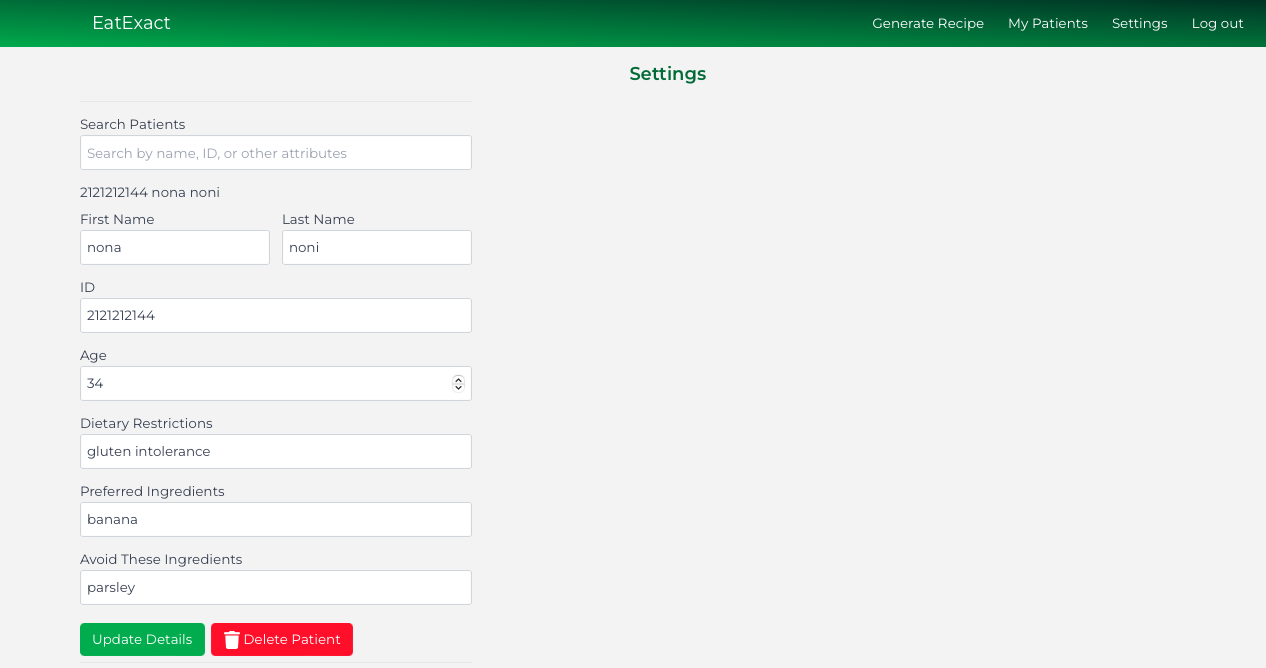 EatExact Generate Recipe My Patients Settings Log out
Settings
Search Patients
Search by name, ID, or other attributes
2121212144 nona noni
First Name Last Name
nona noni
ID
2121212144
Age
34
Dietary Restrictions
gluten intolerance
Preferred Ingredients
banana
Avoid These Ingredients
parsley
Update Details Delete Patient